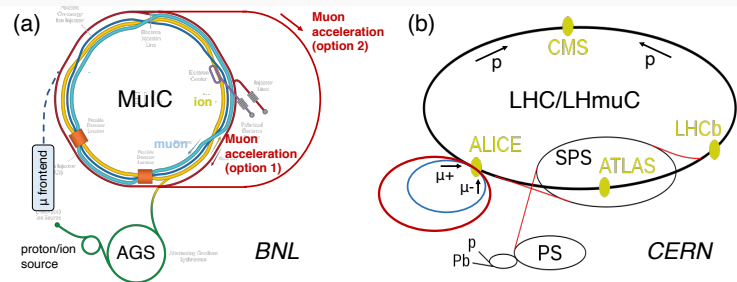 (a)
Muon
acceleration
(option 2)
MuIC
ion
muon
Muon
acceleration
(option 1)
μ frontend
proton/ion
source
AGS
BNL
(b)
CMS
p
p
LHC/LHmuC
LHCb
ALICE
SPS
ATLAS
μ+
μ-
p
Pb
PS
CERN